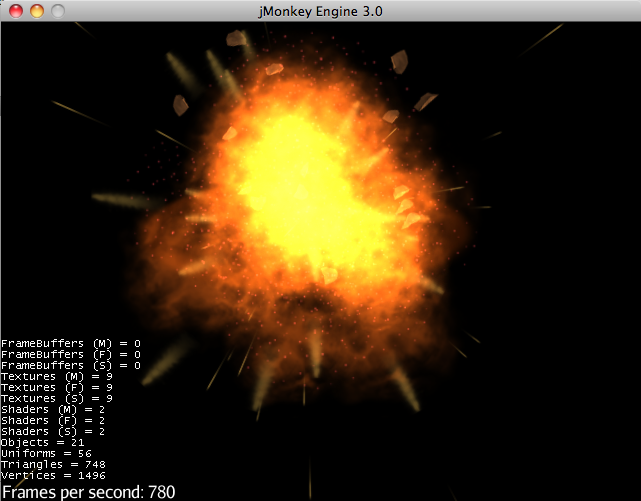 jMonkey Engine 3.0
FrameBuffers (M) = 0
FrameBuffers (F) = 0
FrameBuffers (S) = 0
Textures (M) = 9
Textures (F) = 9
Textures (S) = 9
Shaders (M) = 2
Shaders (F) = 2
Shaders (S) = 2
Objects = 21
Uniforms = 56
Triangles = 748
Vertices = 1496
Frames per second: 780